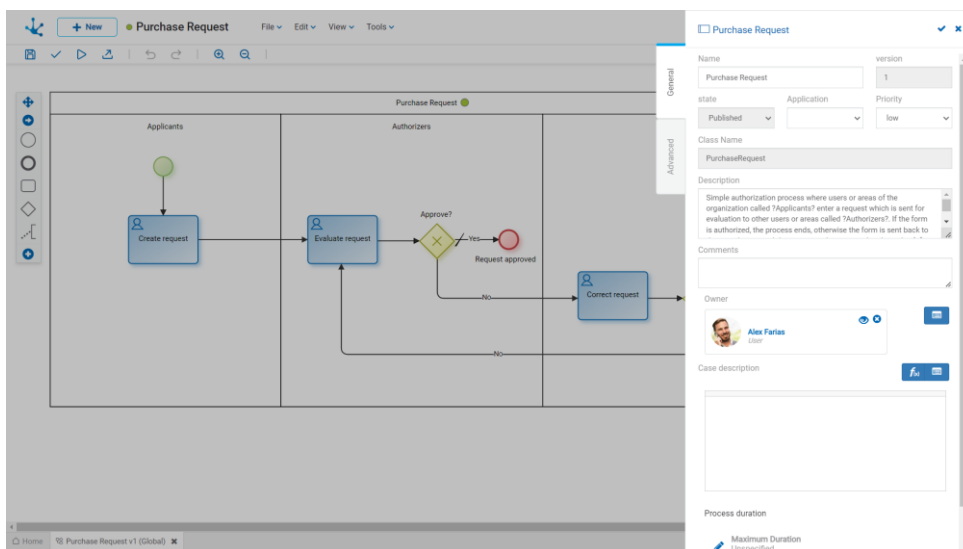 New
Purchase Request
File Edit View Tools
Purchase Request
Applicants
Authorizers
Create request
Evaluate request
Approve?
Yes
Request approved
No
Correct request
No
Home
Purchase Request v1 (Global)
General
Advanced
Purchase Request
Name version
Purchase Request 1
state Application Priority
Published low
Class Name
PurchaseRequest
Description
Simple authorization process where users or areas of the
organization called ?Applicants? enter a request which is sent for
evaluation to other users or areas called ?Authorizers?. If the form
is authorized, the process ends, otherwise the form is sent back to
Comments
Owner
Alex Farias
User
Case description
f(x)
Process duration
Maximum Duration
Unspecified